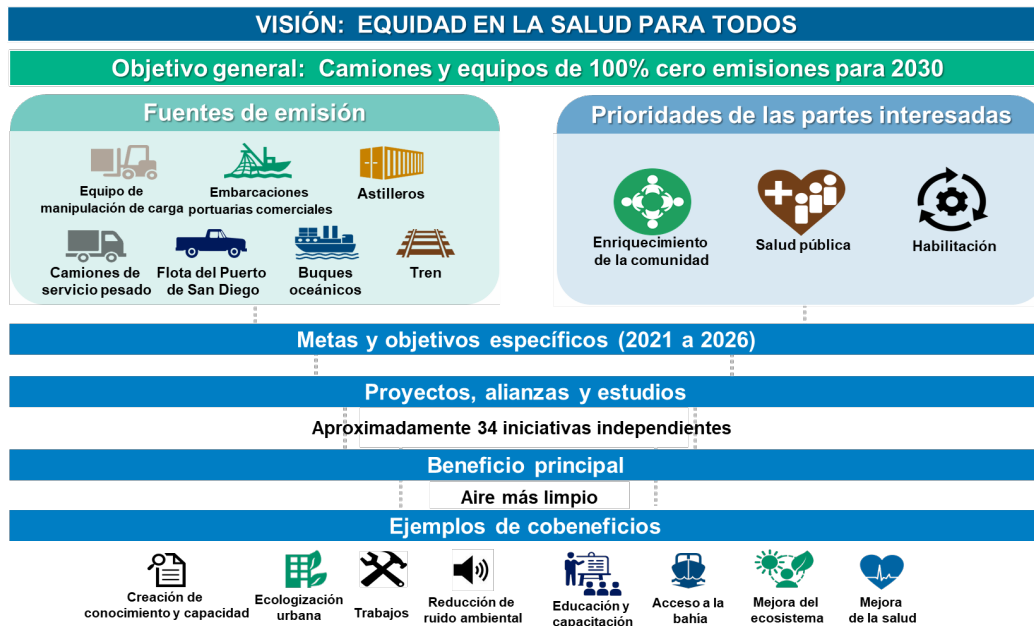 VISIÓN: EQUIDAD EN LA SALUD PARA TODOS
Objetivo general: Camiones y equipos de 100% cero emisiones para 2030
Fuentes de emisión
Equipo de
manipulación de carga
Embarcaciones
portuarias comerciales
Astilleros
Camiones de
servicio pesado
Flota del Puerto
de San Diego
Buques
oceánicos
Tren
Prioridades de las partes interesadas
Enriquecimiento
de la comunidad
Salud pública
Habilitación
Metas y objetivos específicos (2021 a 2026)
Proyectos, alianzas y estudios
Aproximadamente 34 iniciativas independientes
Beneficio principal
Aire más limpio
Ejemplos de cobeneficios
Creación de
conocimiento y capacidad
Ecologización
urbana
Trabajos
Reducción de
ruido ambiental
Educación y
capacitación
Acceso a la
bahía
Mejora del
ecosistema
Mejora
de la salud